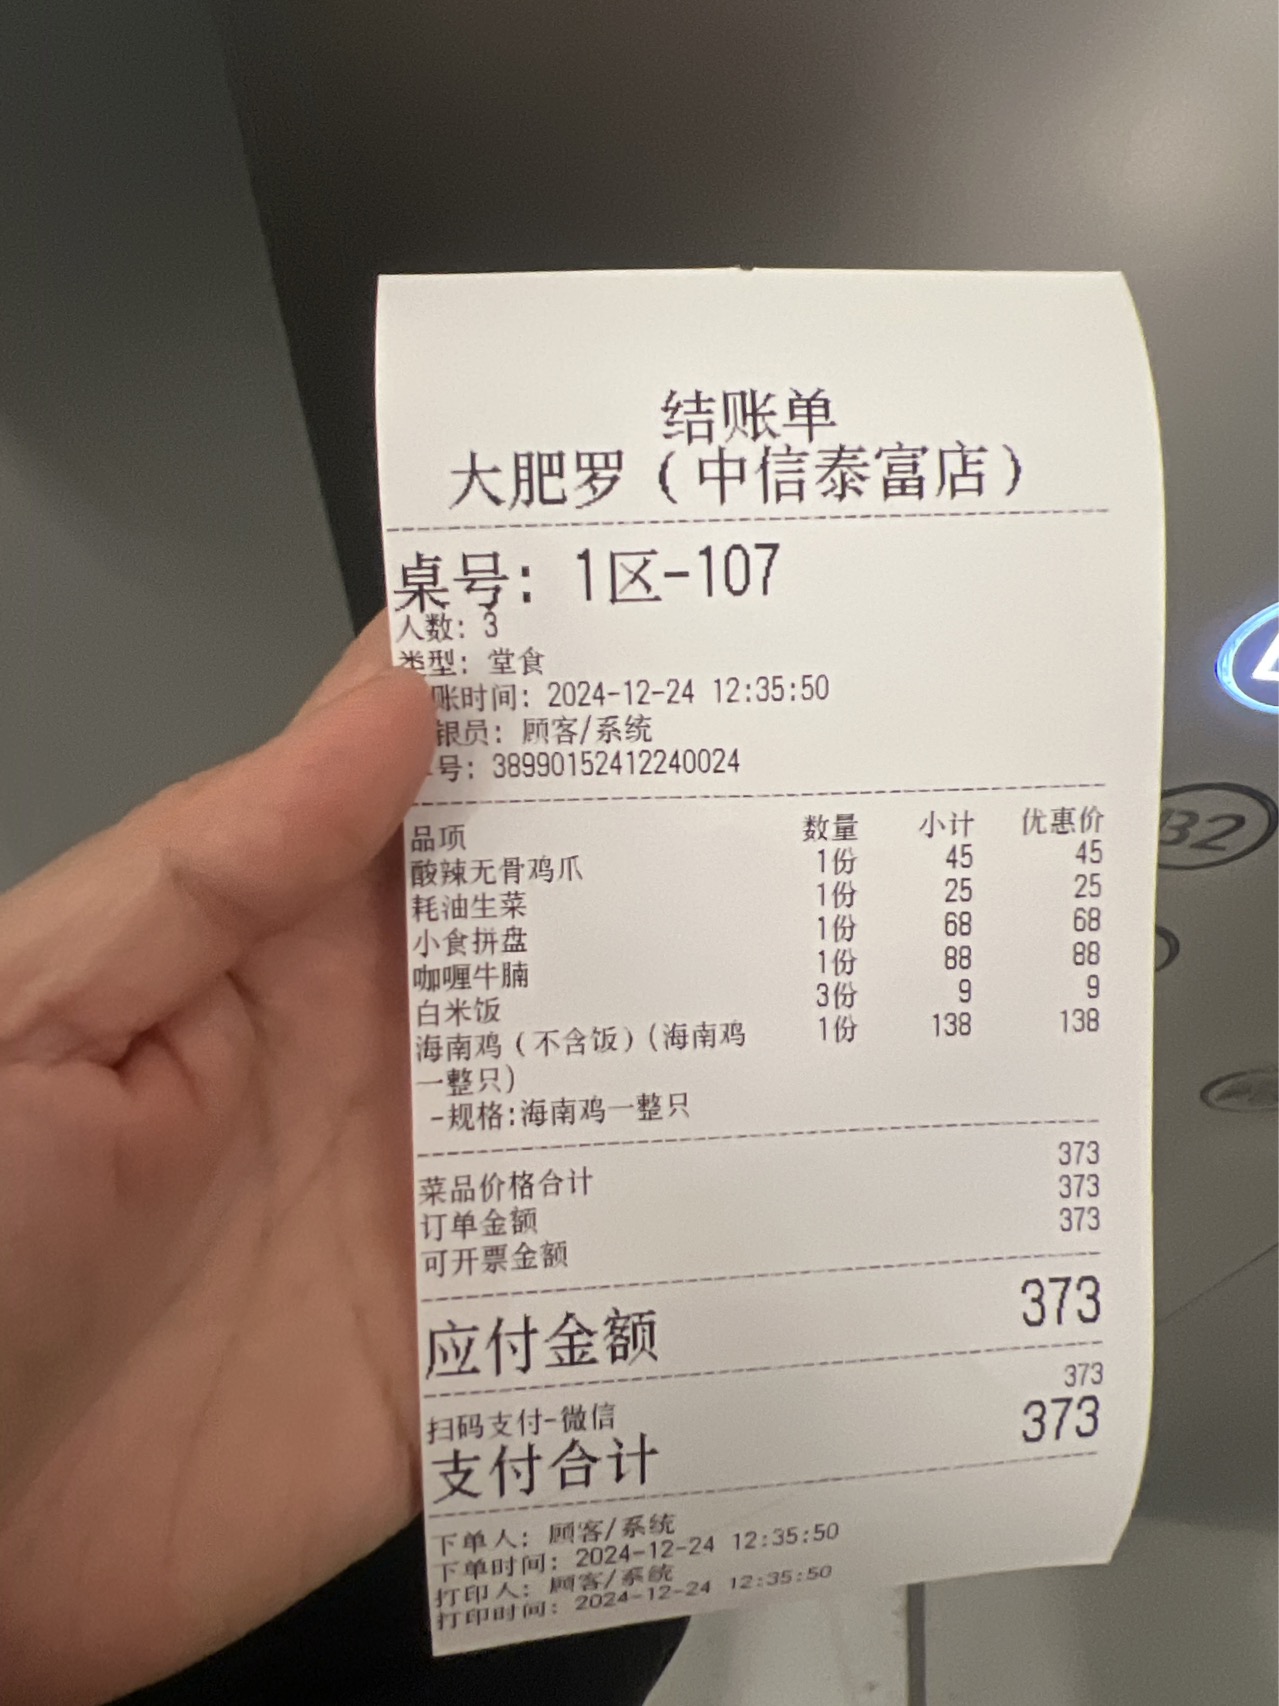 结账单
大肥罗（中信泰富店）
桌号：1区-107
人数：3
类型：堂食
账时间：2024-12-24 12:35:50
银员：顾客/系统
号：38990152412240024
品项 数量 小计 优惠价
酸辣无骨鸡爪 1份 45 45
耗油生菜 1份 25 25
小食拼盘 1份 68 68
咖喱牛腩 1份 88 88
白米饭 3份 9 9
海南鸡（不含饭）(海南鸡 1份 138 138
一整只)
-规格:海南鸡一整只
菜品价格合计 373
订单金额 373
可开票金额 373
应付金额 373
扫码支付-微信 373
支付合计 373
下单人：顾客/系统
下单时间：2024-12-24 12:35:50
打印人：顾客/系统
打印时间：2024-12-24 12:35:50
B2